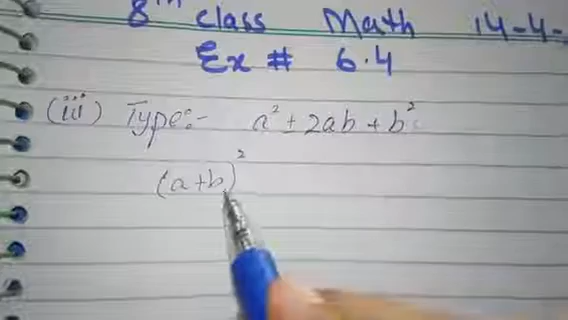 8th class Math 14-4-
Ex # 6.4
(iii) Type:- a² ± 2ab + b²
(a+b)²